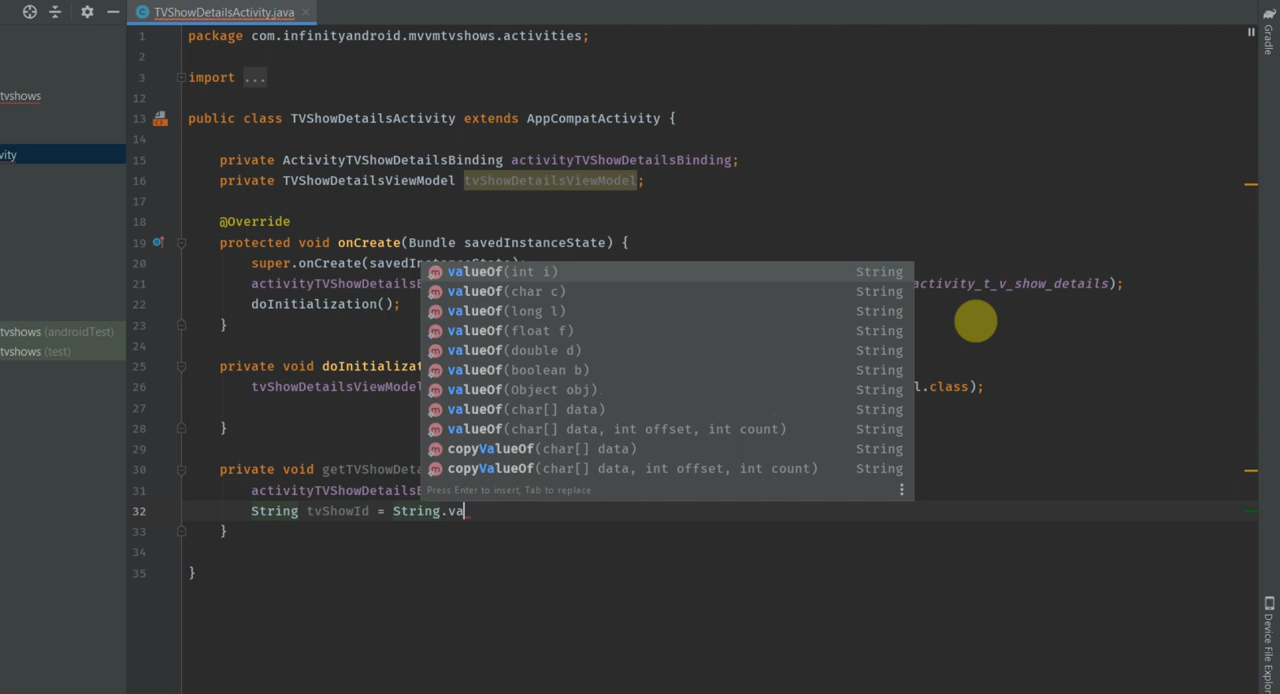 TVShowDetailsActivity.java
Gradle
tvshows
vity
tvshows (androidTest)
tvshows (test)
1 package com.infinityandroid.mvvmtvshows.activities;
2
3 import ...
12
13 public class TVShowDetailsActivity extends AppCompatActivity {
14
15 private ActivityTVShowDetailsBinding activityTVShowDetailsBinding;
16 private TVShowDetailsViewModel tvShowDetailsViewModel;
17
18 @Override
19 protected void onCreate(Bundle savedInstanceState) {
20 super.onCreate(savedInstanceState);
21 activityTVShowDetailsB activity_t_v_show_details);
22 doInitialization();
23 }
24
25 private void doInitializat
26 tvShowDetailsViewModel l.class);
27
28 }
29
30 private void getTVShowDeta
31 activityTVShowDetailsB
32 String tvShowId = String.va
33 }
34
35 }
valueOf(int i) String
valueOf(char c) String
valueOf(long l) String
valueOf(float f) String
valueOf(double d) String
valueOf(boolean b) String
valueOf(Object obj) String
valueOf(char[] data) String
valueOf(char[] data, int offset, int count) String
copyValueOf(char[] data) String
copyValueOf(char[] data, int offset, int count) String
Press Enter to insert, Tab to replace
Device File Explor